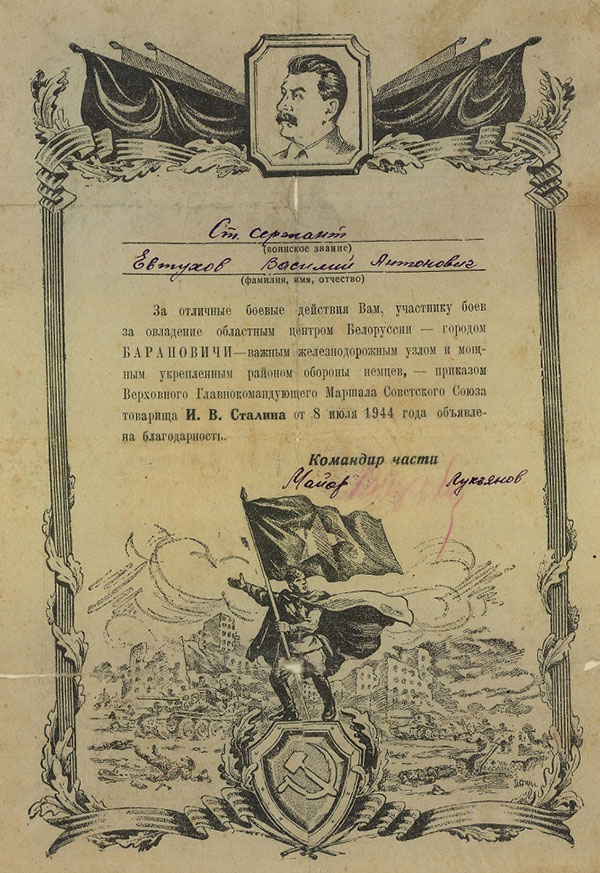 Ст. сержант
(воинское звание)
Евтухов Василий Антонович
(фамилия, имя, отчество)
За отличные боевые действия Вам, участнику боев
за овладение областным центром Белоруссии — городом
БАРАНОВИЧИ—важным железнодорожным узлом и мощ-
ным укрепленным районом обороны немцев, — приказом
Верховного Главнокомандующего Маршала Советского Союза
товарища И. В. Сталина от 8 июля 1944 года объявле-
на благодарность.
Командир части
Майор Лукьянов